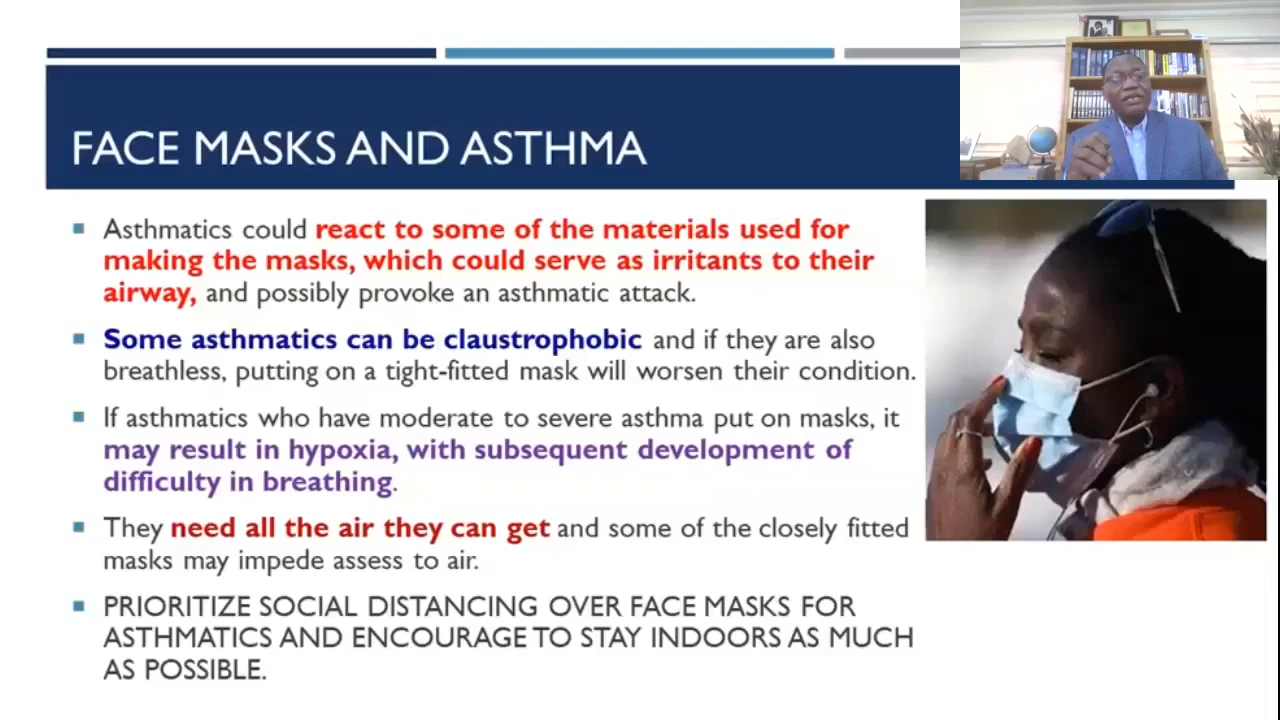 FACE MASKS AND ASTHMA
Asthmatics could react to some of the materials used for
making the masks, which could serve as irritants to their
airway, and possibly provoke an asthmatic attack.
Some asthmatics can be claustrophobic and if they are also
breathless, putting on a tight-fitted mask will worsen their condition.
If asthmatics who have moderate to severe asthma put on masks, it
may result in hypoxia, with subsequent development of
difficulty in breathing.
They need all the air they can get and some of the closely fitted
masks may impede assess to air.
PRIORITIZE SOCIAL DISTANCING OVER FACE MASKS FOR
ASTHMATICS AND ENCOURAGE TO STAY INDOORS AS MUCH
AS POSSIBLE.